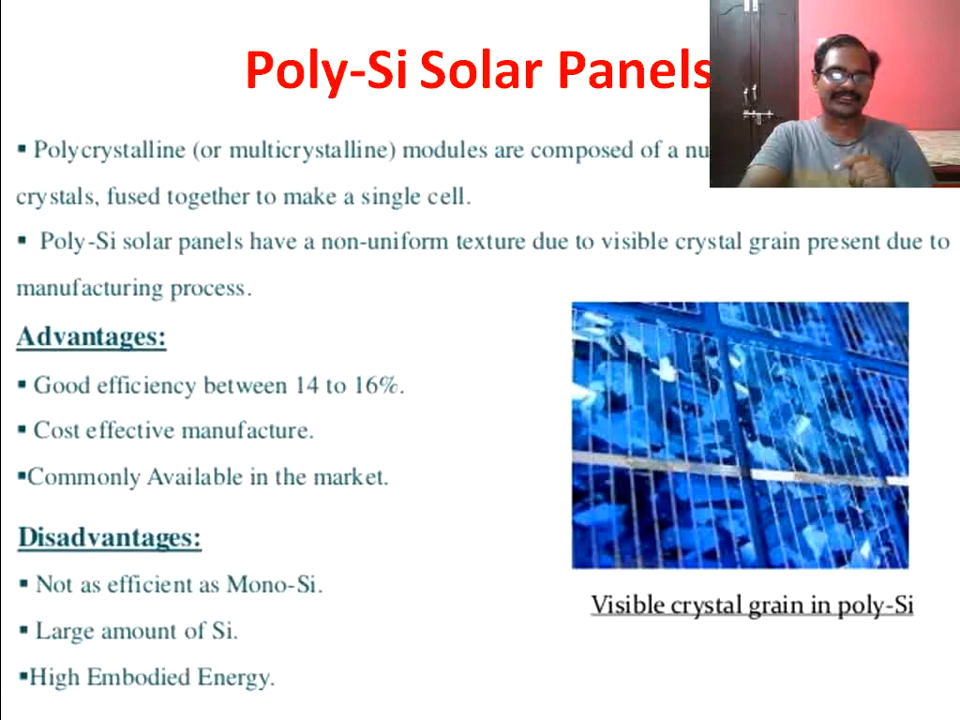 Poly-Si Solar Panels
▪ Polycrystalline (or multicrystalline) modules are composed of a
crystals, fused together to make a single cell.
▪ Poly-Si solar panels have a non-uniform texture due to visible crystal grain present due to
manufacturing process.
Advantages:
▪ Good efficiency between 14 to 16%.
▪ Cost effective manufacture.
▪Commonly Available in the market.
Disadvantages:
▪ Not as efficient as Mono-Si.
▪ Large amount of Si.
▪High Embodied Energy.
Visible crystal grain in poly-Si